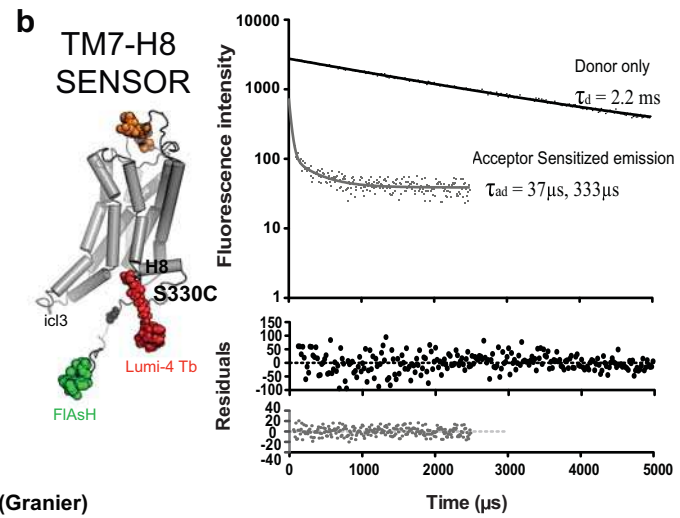 b
TM7-H8
SENSOR
H8
S330C
icl3
Lumi-4 Tb
FlAsH
(Granier)
Fluorescence intensity
10000
1000
100
10
1
Donor only
τd = 2.2 ms
Acceptor Sensitized emission
τad = 37µs, 333µs
Residuals
150
100
50
0
-50
-100
40
20
0
-20
-40
0
1000
2000
3000
4000
5000
Time (µs)